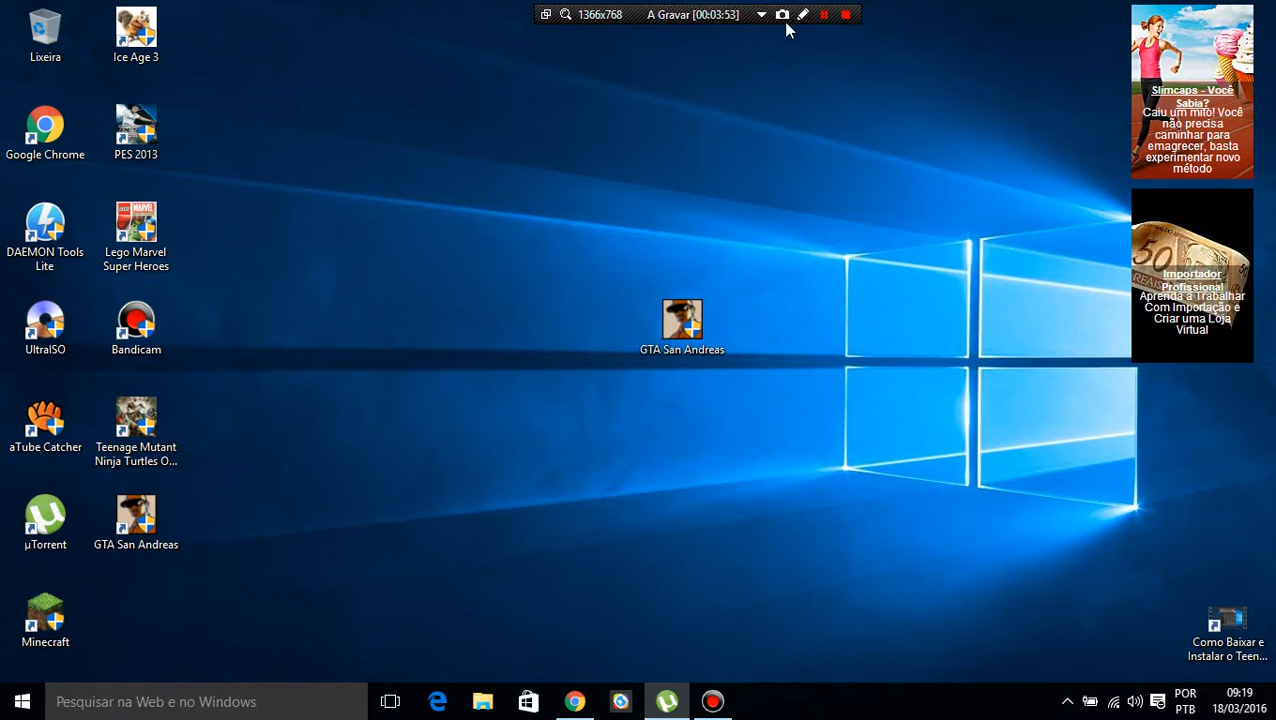 1366x768
A Gravar [00:03:53]
Lixeira
Ice Age 3
Google Chrome
PES 2013
DAEMON Tools
Lite
Lego Marvel
Super Heroes
UltraISO
Bandicam
aTube Catcher
Teenage Mutant
Ninja Turtles O...
µTorrent
GTA San Andreas
Minecraft
GTA San Andreas
Slimcaps - Você
Sabia?
Caiu um mito! Você
não precisa
caminhar para
emagrecer, basta
experimentar novo
método
50
REAIS
Importador
Profissional
Aprenda a Trabalhar
Com Importação e
Criar uma Loja
Virtual
Como Baixar e
Instalar o Teen...
Pesquisar na Web e no Windows
POR
PTB
09:19
18/03/2016